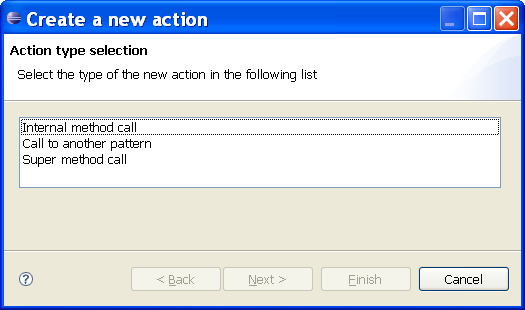 Create a new action
Action type selection
Select the type of the new action in the following list
Internal method call
Call to another pattern
Super method call
?
< Back
Next >
Finish
Cancel